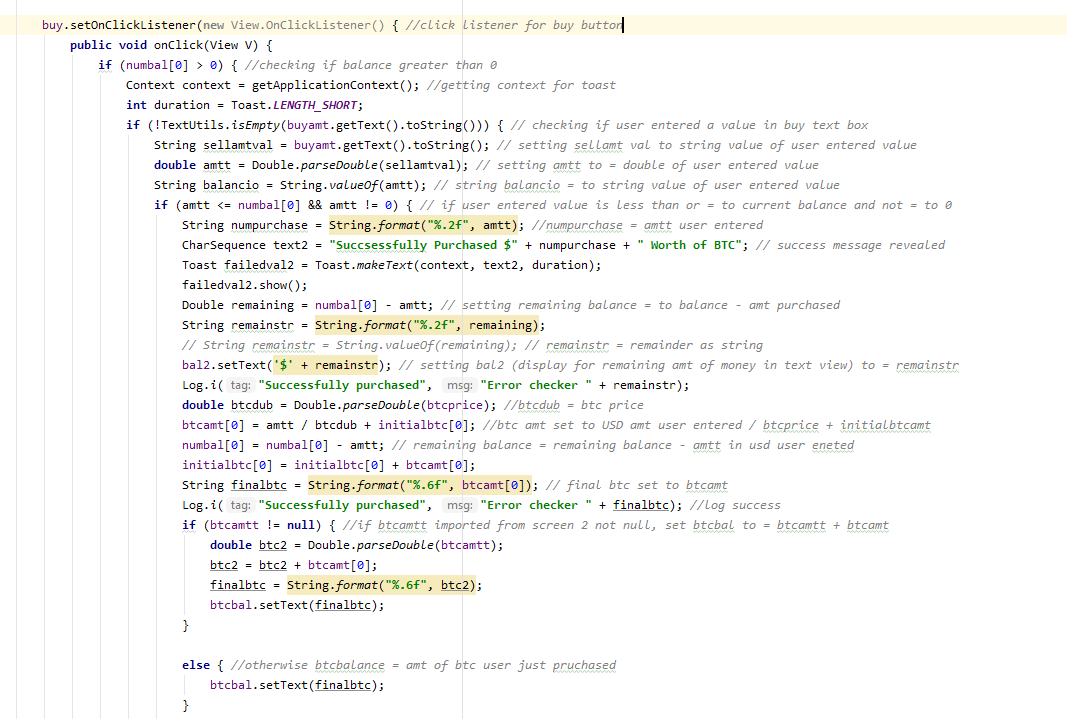 buy.setOnClickListener(new View.OnClickListener() { //click listener for buy button
public void onClick(View V) {
if (numbal[0] > 0) { //checking if balance greater than 0
Context context = getApplicationContext(); //getting context for toast
int duration = Toast.LENGTH_SHORT;
if (!TextUtils.isEmpty(buyamt.getText().toString())) { // checking if user entered a value in buy text box
String sellamtval = buyamt.getText().toString(); // setting sellamt val to string value of user entered value
double amtt = Double.parseDouble(sellamtval); // setting amtt to = double of user entered value
String balancio = String.valueOf(amtt); // string balancio = to string value of user entered value
if (amtt <= numbal[0] && amtt != 0) { // if user entered value is less than or = to current balance and not = to 0
String numpurchase = String.format("%.2f", amtt); //numpurchase = amtt user entered
CharSequence text2 = "Succsessfully Purchased $" + numpurchase + " Worth of BTC"; // success message revealed
Toast failedval2 = Toast.makeText(context, text2, duration);
failedval2.show();
Double remaining = numbal[0] - amtt; // setting remaining balance = to balance - amt purchased
String remainstr = String.format("%.2f", remaining);
// String remainstr = String.valueOf(remaining); // remainstr = remainder as string
bal2.setText('$' + remainstr); // setting bal2 (display for remaining amt of money in text view) to = remainstr
Log.i( tag: "Successfully purchased", msg: "Error checker " + remainstr);
double btcdub = Double.parseDouble(btcprice); //btcdub = btc price
btcamt[0] = amtt / btcdub + initialbtc[0]; //btc amt set to USD amt user entered / btcprice + initialbtcamt
numbal[0] = numbal[0] - amtt; // remaining balance = remaining balance - amtt in usd user eneted
initialbtc[0] = initialbtc[0] + btcamt[0];
String finalbtc = String.format("%.6f", btcamt[0]); // final btc set to btcamt
Log.i( tag: "Successfully purchased", msg: "Error checker " + finalbtc); //log success
if (btcamtt != null) { //if btcamtt imported from screen 2 not null, set btcbal to = btcamtt + btcamt
double btc2 = Double.parseDouble(btcamtt);
btc2 = btc2 + btcamt[0];
finalbtc = String.format("%.6f", btc2);
btcbal.setText(finalbtc);
}
else { //otherwise btcbalance = amt of btc user just pruchased
btcbal.setText(finalbtc);
}